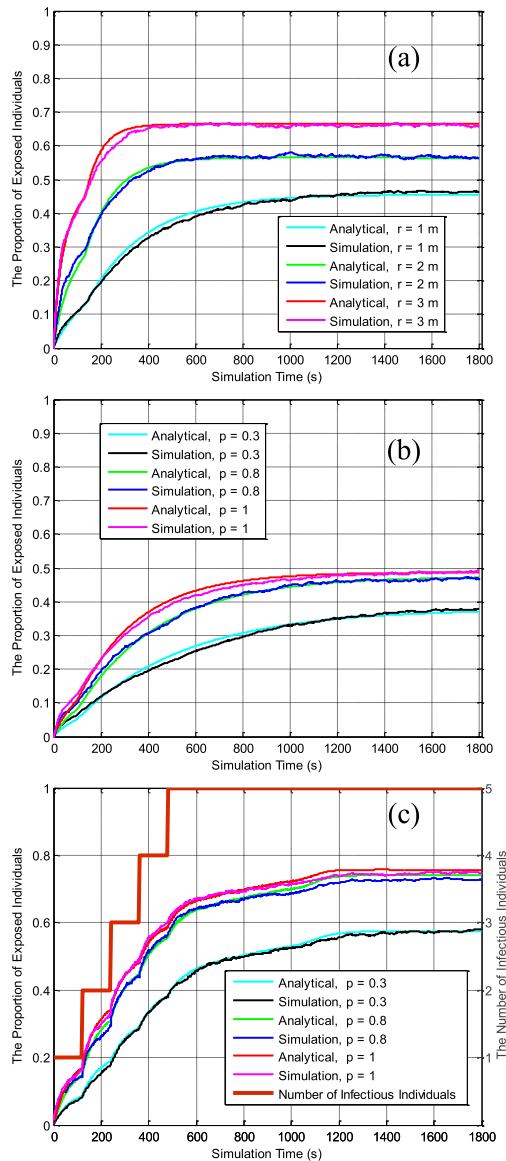 1
0.9
0.8
0.7
0.6
0.5
0.4
0.3
0.2
0.1
0
The Proportion of Exposed Individuals
(a)
Analytical, r = 1 m
Simulation, r = 1 m
Analytical, r = 2 m
Simulation, r = 2 m
Analytical, r = 3 m
Simulation, r = 3 m
0 200 400 600 800 1000 1200 1400 1600 1800
Simulation Time (s)
1
0.9
0.8
0.7
0.6
0.5
0.4
0.3
0.2
0.1
0
The Proportion of Exposed Individuals
(b)
Analytical, p = 0.3
Simulation, p = 0.3
Analytical, p = 0.8
Simulation, p = 0.8
Analytical, p = 1
Simulation, p = 1
0 200 400 600 800 1000 1200 1400 1600 1800
Simulation Time (s)
1
0.8
0.6
0.4
0.2
0
The Proportion of Exposed Individuals
(c)
5
4
3
2
1
0
The Number of Infectious Individuals
Analytical, p = 0.3
Simulation, p = 0.3
Analytical, p = 0.8
Simulation, p = 0.8
Analytical, p = 1
Simulation, p = 1
Number of Infectious Individuals
0 200 400 600 800 1000 1200 1400 1600 1800
Simulation Time (s)